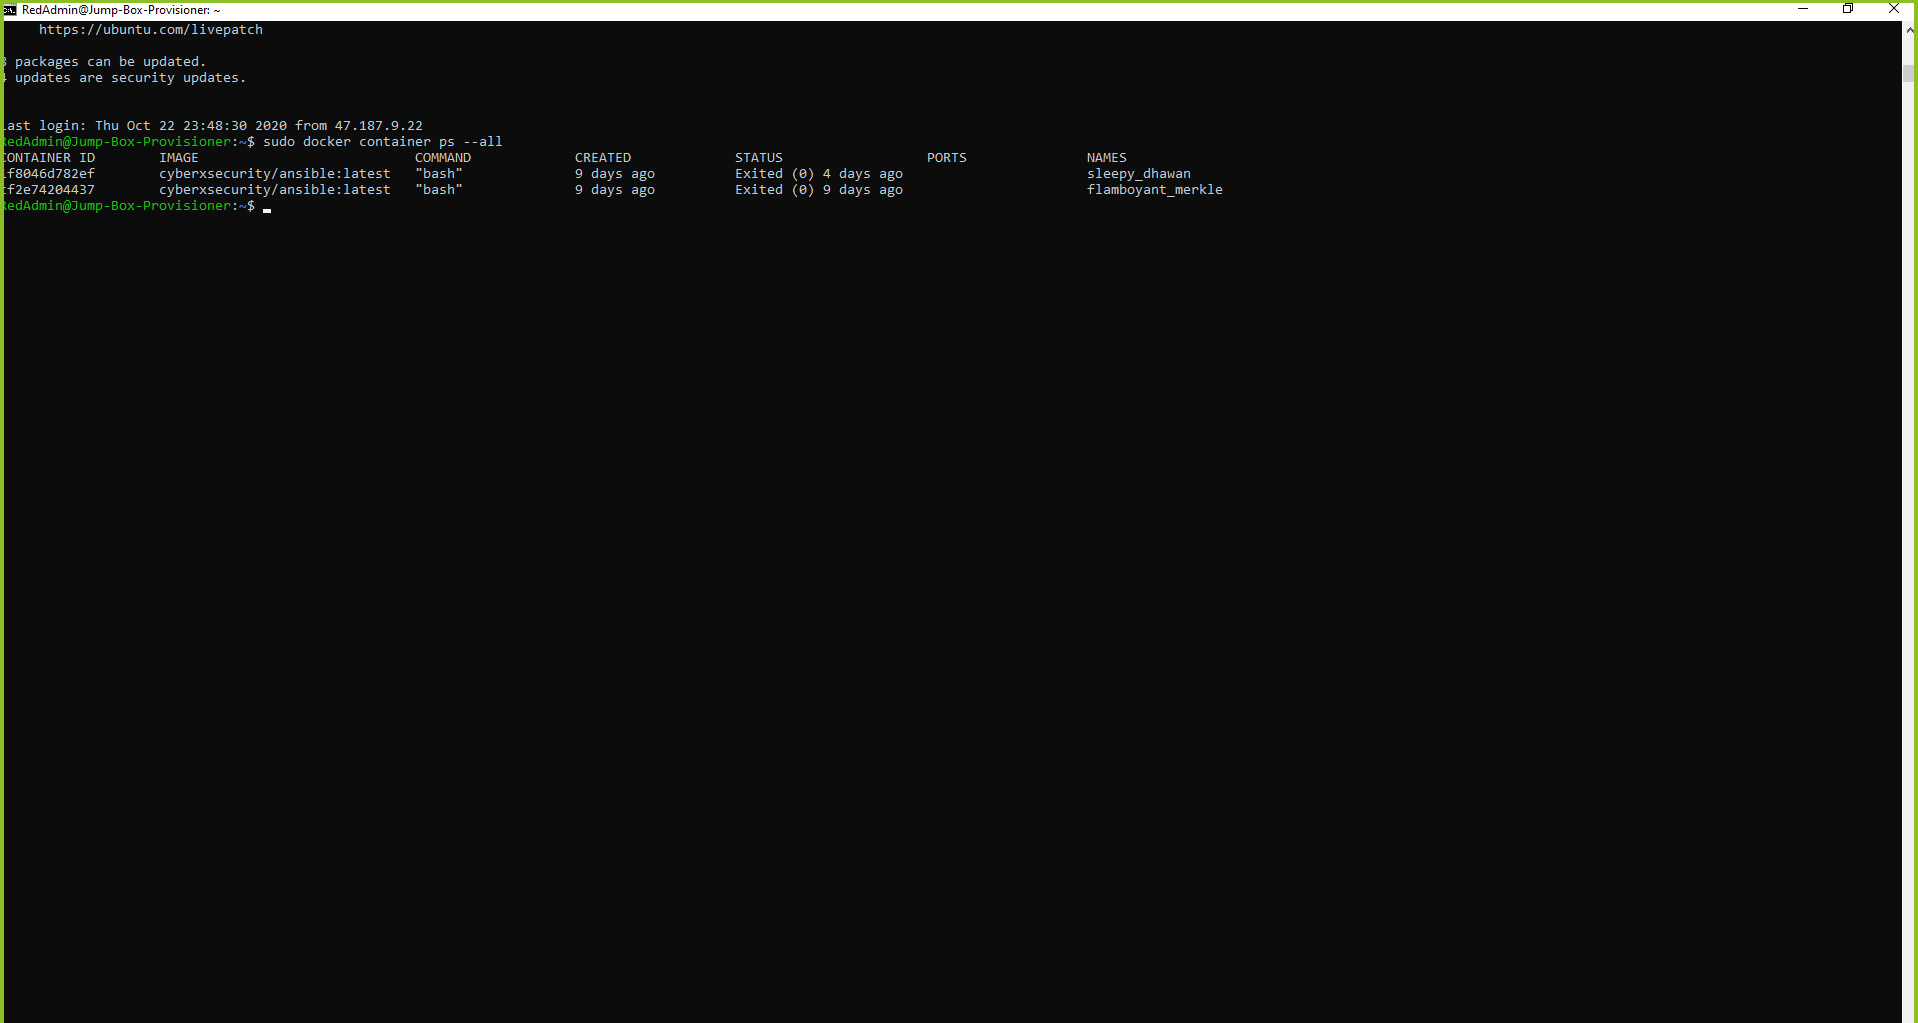 RedAdmin@Jump-Box-Provisioner: ~
https://ubuntu.com/livepatch
packages can be updated.
updates are security updates.
Last login: Thu Oct 22 23:48:30 2020 from 47.187.9.22
RedAdmin@Jump-Box-Provisioner:~$ sudo docker container ps --all
CONTAINER ID IMAGE COMMAND CREATED STATUS PORTS NAMES
cyberxsecurity/ansible:latest "bash" 9 days ago Exited (0) 4 days ago sleepy_dhawan
cyberxsecurity/ansible:latest "bash" 9 days ago Exited (0) 9 days ago flamboyant_merkle
RedAdmin@Jump-Box-Provisioner:~$